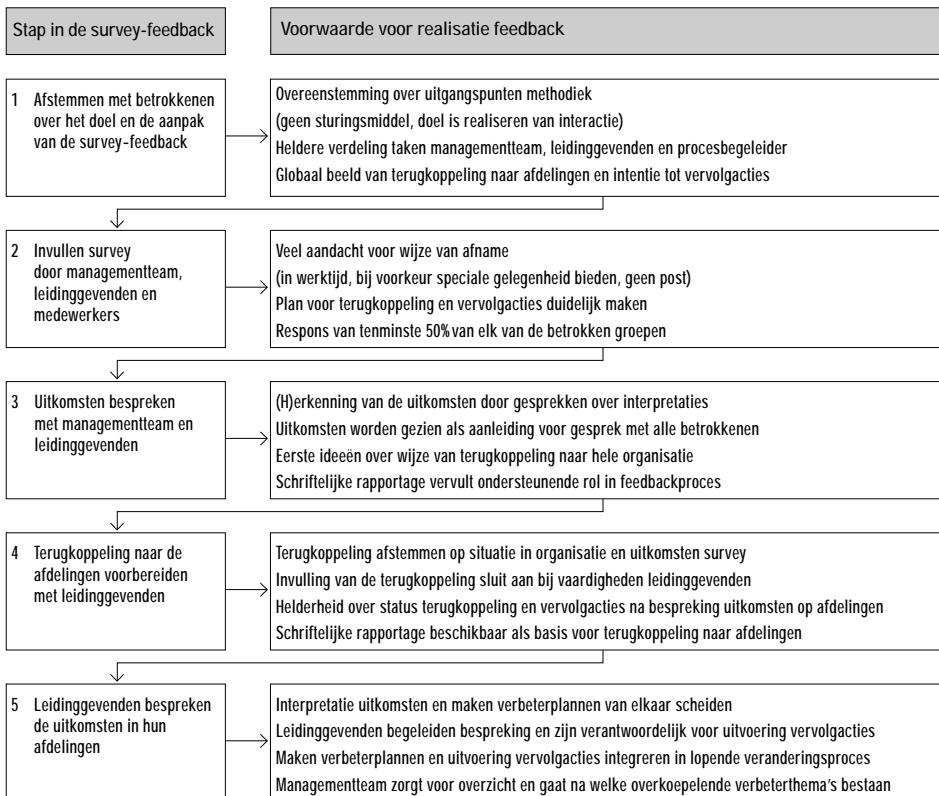 Stap in de survey-feedback
Voorwaarde voor realisatie feedback
1 Afstemmen met betrokkenen
over het doel en de aanpak
van de survey-feedback
Overeenstemming over uitgangspunten methodiek
(geen sturingsmiddel, doel is realiseren van interactie)
Heldere verdeling taken managementteam, leidinggevenden en procesbegeleider
Globaal beeld van terugkoppeling naar afdelingen en intentie tot vervolgacties
2 Invullen survey
door managementteam,
leidinggevenden en
medewerkers
Veel aandacht voor wijze van afname
(in werktijd, bij voorkeur speciale gelegenheid bieden, geen post)
Plan voor terugkoppeling en vervolgacties duidelijk maken
Respons van tenminste 50% van elk van de betrokken groepen
3 Uitkomsten bespreken
met managementteam en
leidinggevenden
(H)erkenning van de uitkomsten door gesprekken over interpretaties
Uitkomsten worden gezien als aanleiding voor gesprek met alle betrokkenen
Eerste ideeën over wijze van terugkoppeling naar hele organisatie
Schriftelijke rapportage vervult ondersteunende rol in feedbackproces
4 Terugkoppeling naar de
afdelingen voorbereiden
met leidinggevenden
Terugkoppeling afstemmen op situatie in organisatie en uitkomsten survey
Invulling van de terugkoppeling sluit aan bij vaardigheden leidinggevenden
Helderheid over status terugkoppeling en vervolgacties na bespreking uitkomsten op afdelingen
Schriftelijke rapportage beschikbaar als basis voor terugkoppeling naar afdelingen
5 Leidinggevenden bespreken
de uitkomsten in hun
afdelingen
Interpretatie uitkomsten en maken verbeterplannen van elkaar scheiden
Leidinggevenden begeleiden bespreking en zijn verantwoordelijk voor uitvoering vervolgacties
Maken verbeterplannen en uitvoering vervolgacties integreren in lopende veranderingsproces
Managementteam zorgt voor overzicht en gaat na welke overkoepelende verbeterthema's bestaan